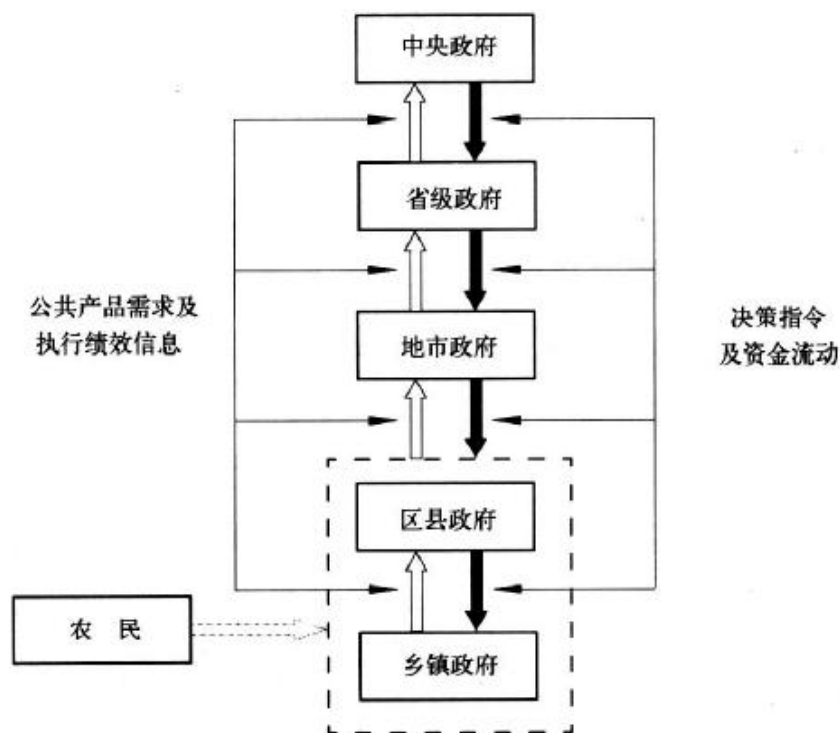 中央政府
省级政府
公共产品需求及
执行绩效信息
决策指令
及资金流动
地市政府
区县政府
农 民
乡镇政府